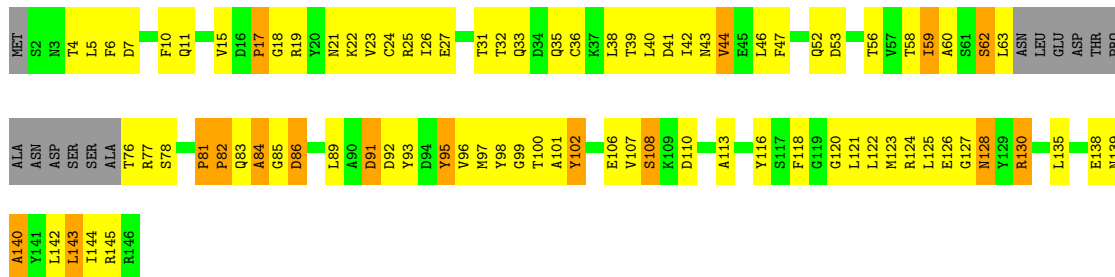 MET S2 N3 T4 L5 F6 D7 F10 Q11 V15 D16 P17 G18 R19 Y20 N21 K22 V23 C24 R25 I26 E27 T31 T32 Q33 D34 Q35 C36 K37 L38 T39 L40 D41 I42 N43 V44 E45 L46 F47 Q52 D53 T56 V57 T58 I59 A60 S61 S62 L63 ASN LEU GLU ASP THR PRO
ALA ASN ASP SER SER ALA T76 R77 S78 P81 P82 Q83 A84 G85 D86 L89 A90 D91 D92 Y93 D94 Y95 V96 M97 Y98 G99 T100 A101 Y102 E106 V107 S108 K109 D110 A113 Y116 S117 F118 G119 G120 L121 L122 M123 R124 L125 E126 G127 N128 Y129 R130 L135 E138 N139
A140 Y141 L142 L143 I144 R145 R146